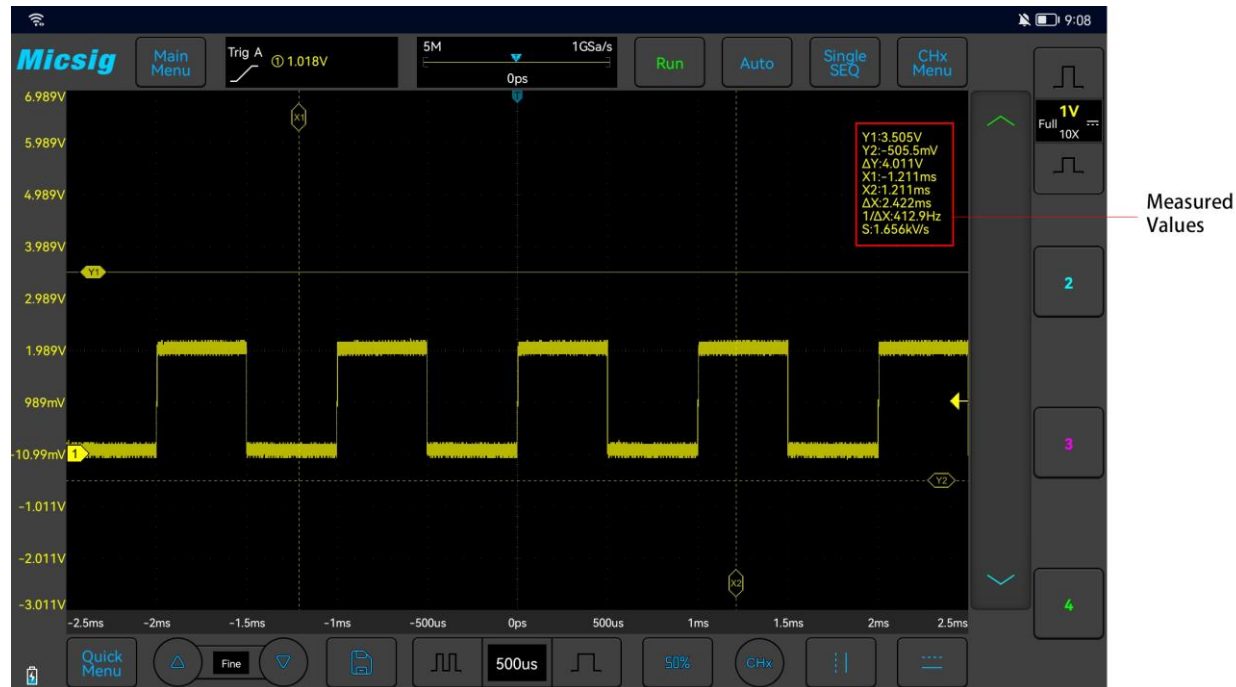 9:08
Micsig
Main
Menu
Trig A
① 1.018V
5M
1GSa/s
0ps
Run
Auto
Single
SEQ
CHx
Menu
T
6.989V
5.989V
4.989V
3.989V
2.989V
1.989V
989mV
-10.99mV
-1.011V
-2.011V
-3.011V
X1
Y1
1
Y2
X2
Y1:3.505V
Y2:-505.5mV
ΔY:4.011V
X1:-1.211ms
X2:1.211ms
ΔX:2.422ms
1/ΔX:412.9Hz
S:1.656kV/s
1V
Full
10X
Measured
Values
2
3
4
-2.5ms -2ms -1.5ms -1ms -500us 0ps 500us 1ms 1.5ms 2ms 2.5ms
Quick
Menu
Fine
500us
50%
CHx